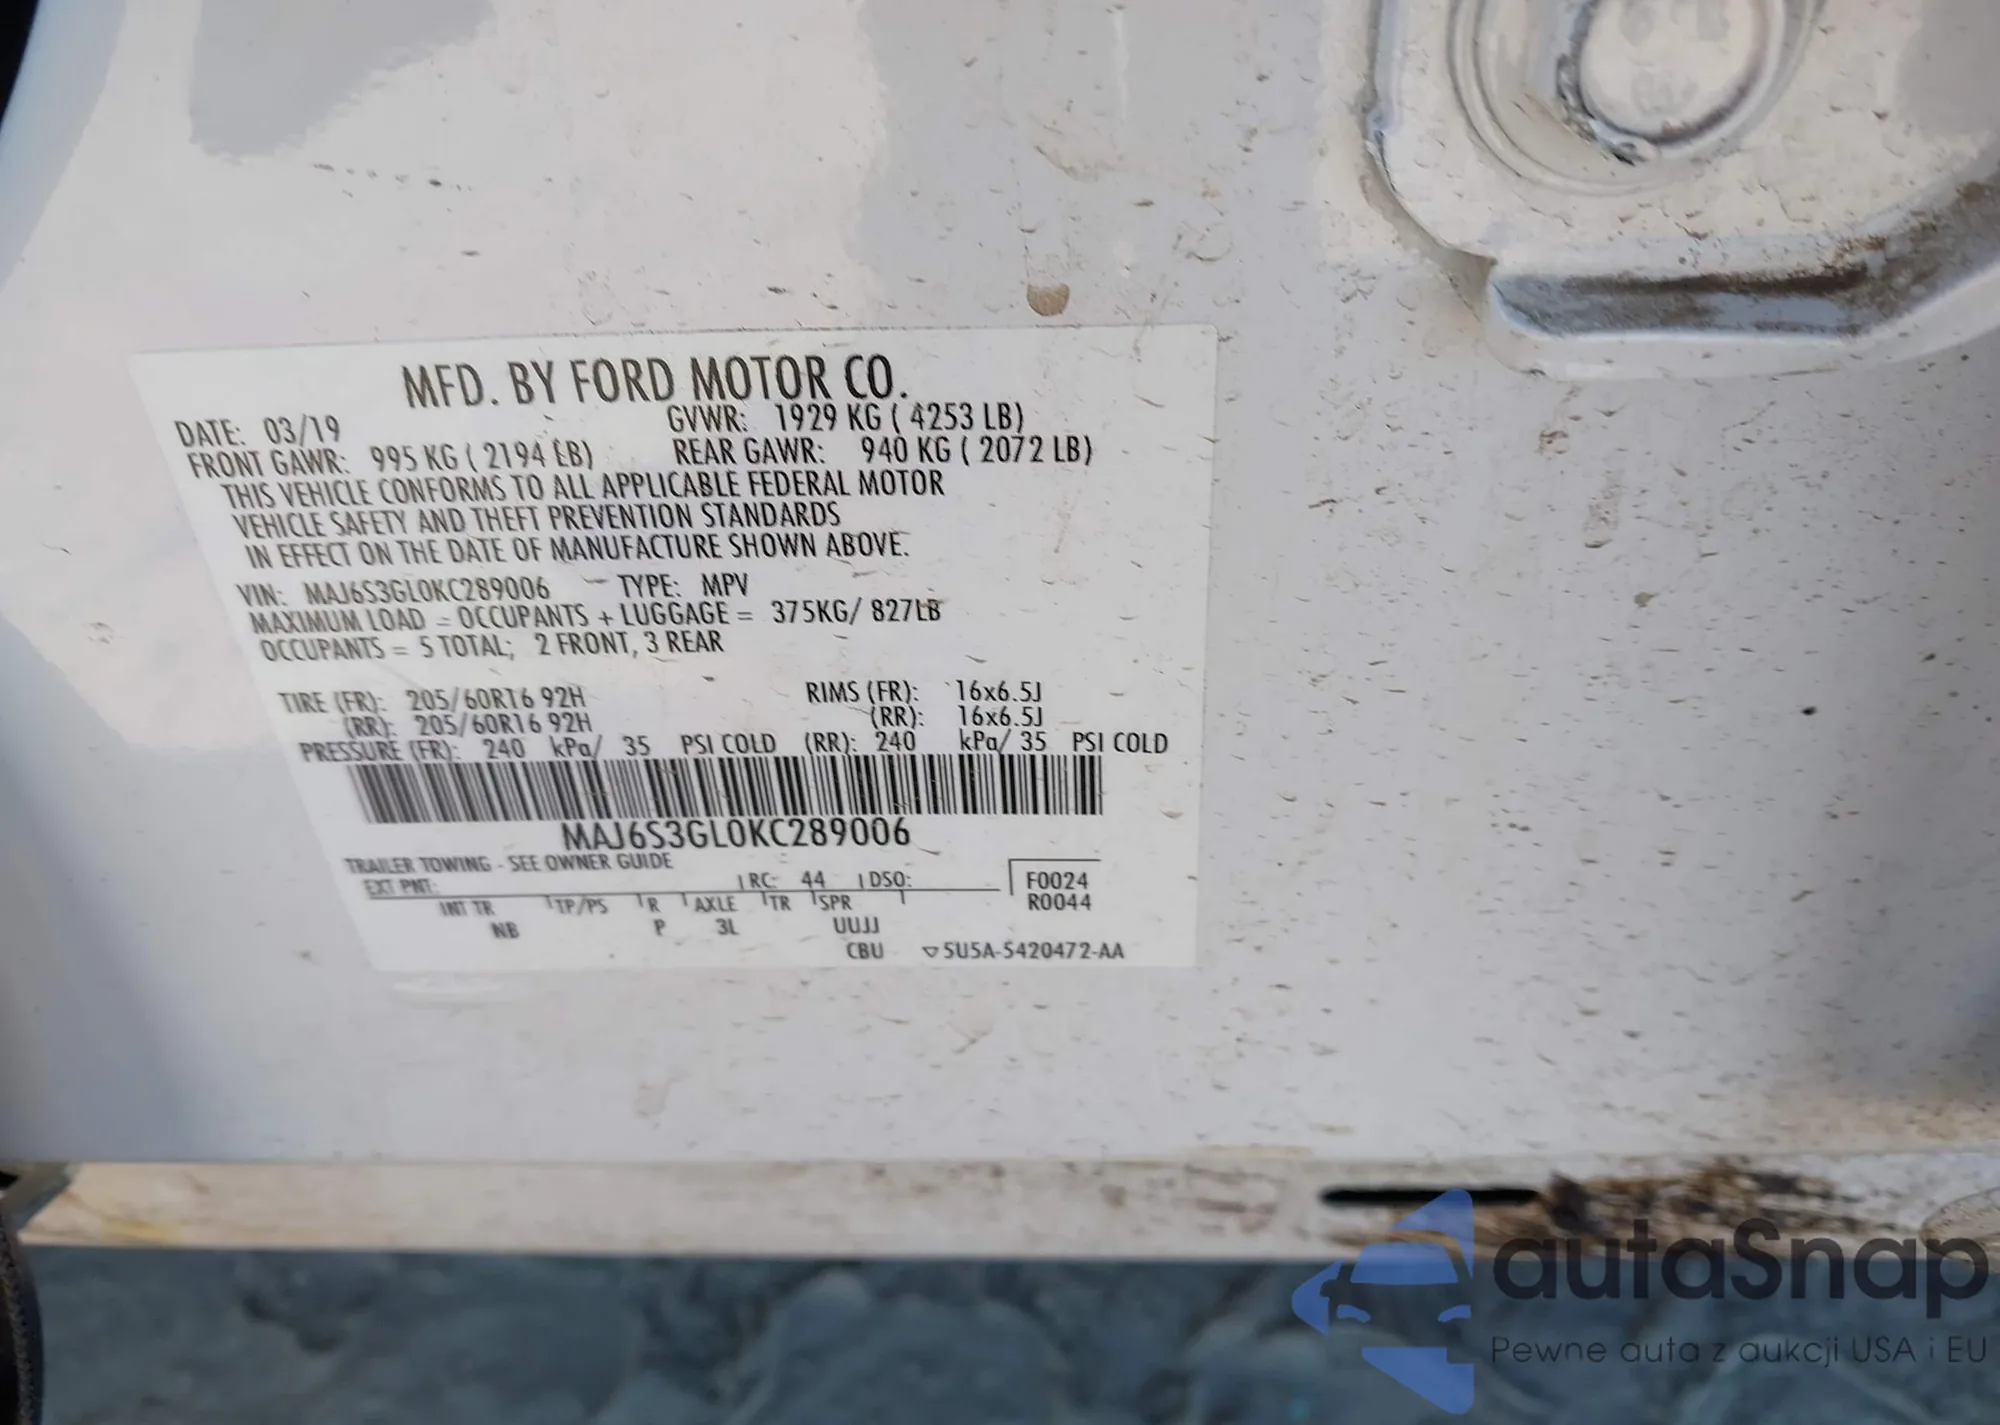 MFD. BY FORD MOTOR CO.
DATE: 03/19 GVWR: 1929 KG ( 4253 LB)
FRONT GAWR: 995 KG ( 2194 LB) REAR GAWR: 940 KG ( 2072 LB)
THIS VEHICLE CONFORMS TO ALL APPLICABLE FEDERAL MOTOR
VEHICLE SAFETY AND THEFT PREVENTION STANDARDS
IN EFFECT ON THE DATE OF MANUFACTURE SHOWN ABOVE.
VIN: MAJ6S3GL0KC289006 TYPE: MPV
MAXIMUM LOAD = OCCUPANTS + LUGGAGE = 375KG/ 827LB
OCCUPANTS = 5 TOTAL; 2 FRONT, 3 REAR
TIRE (FR): 205/60R16 92H RIMS (FR): 16x6.5J
(RR): 205/60R16 92H (RR): 16x6.5J
PRESSURE (FR): 240 kPa/ 35 PSI COLD (RR): 240 kPa/ 35 PSI COLD
MAJ6S3GL0KC289006
TRAILER TOWING - SEE OWNER GUIDE
EXT PNT: RC: 44 DSO: F0024
INT TR TP/PS R AXLE TR SPR R0044
NB P 3L UUJJ
CBU 5U5A-5420472-AA
autaSnap
Pewne auta z aukcji USA i EU